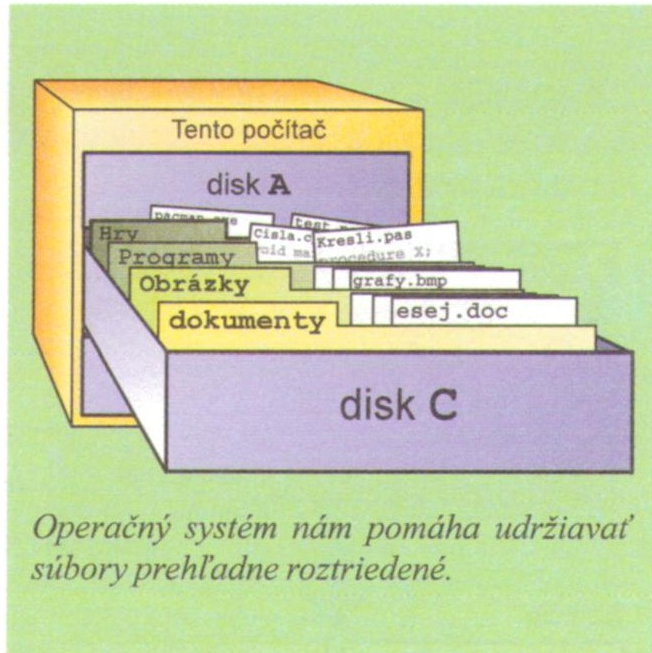 Tento počítač
disk A
pacman.exe
Hry
cisla.c
test.
Kresli.pas
Programy
void ma
procedure X;
Obrázky
grafy.bmp
dokumenty
esej.doc
disk C
Operačný systém nám pomáha udržiavať
súbory prehľadne roztriedené.